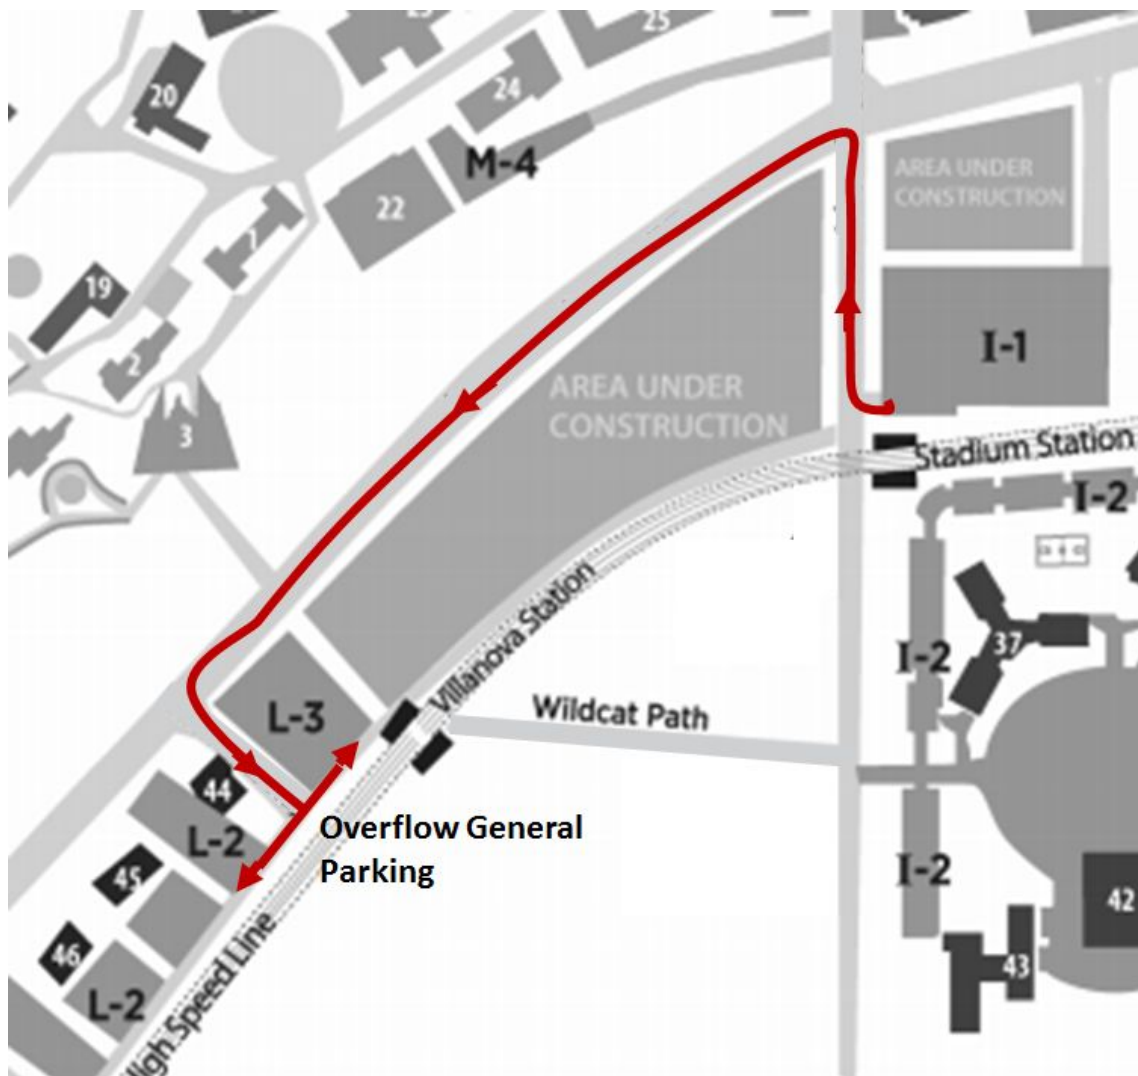 25
20
24
M-4
AREA UNDER
CONSTRUCTION
22
1
19
2
I-1
AREA UNDER
CONSTRUCTION
3
Stadium Station
I-2
Villanova Station
37
I-2
L-3
Wildcat Path
44
Overflow General
Parking
L-2
45
I-2
42
46
High Speed Line
43
L-2